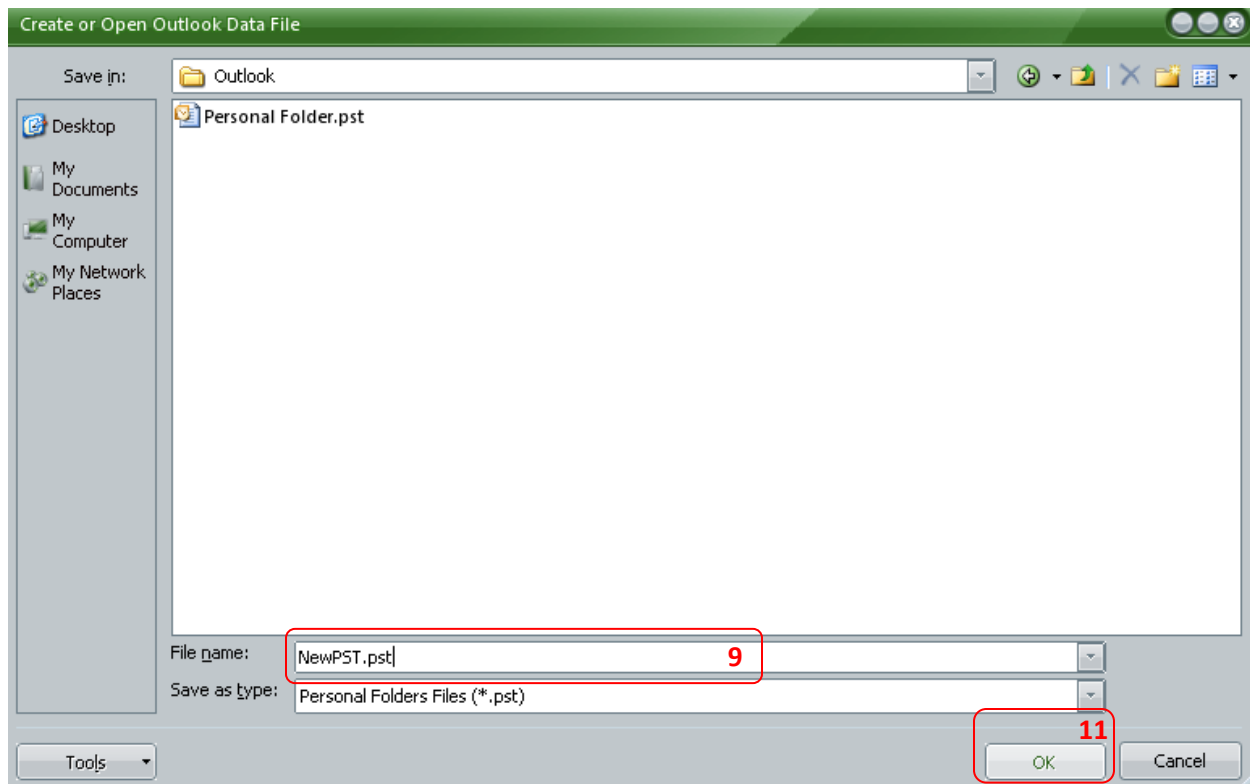 Create or Open Outlook Data File
Save in:
Outlook
Desktop
My
Documents
My
Computer
My Network
Places
Personal Folder.pst
File name:
NewPST.pst
9
Save as type:
Personal Folders Files (*.pst)
11
Tools
OK
Cancel